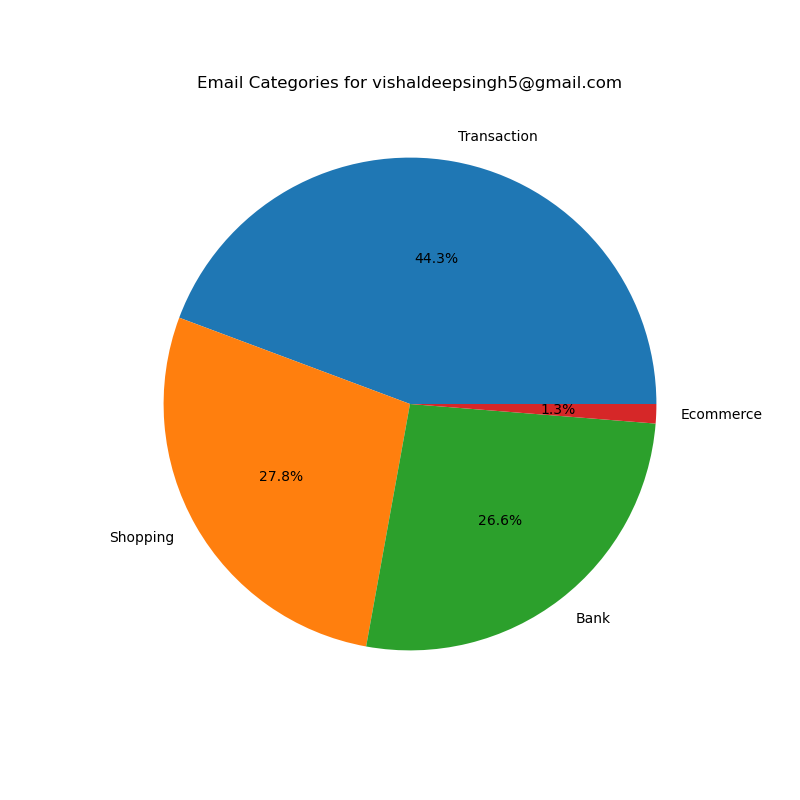 Email Categories for vishaldeepsingh5@gmail.com
Transaction
44.3%
1.3%
Ecommerce
27.8%
26.6%
Shopping
Bank